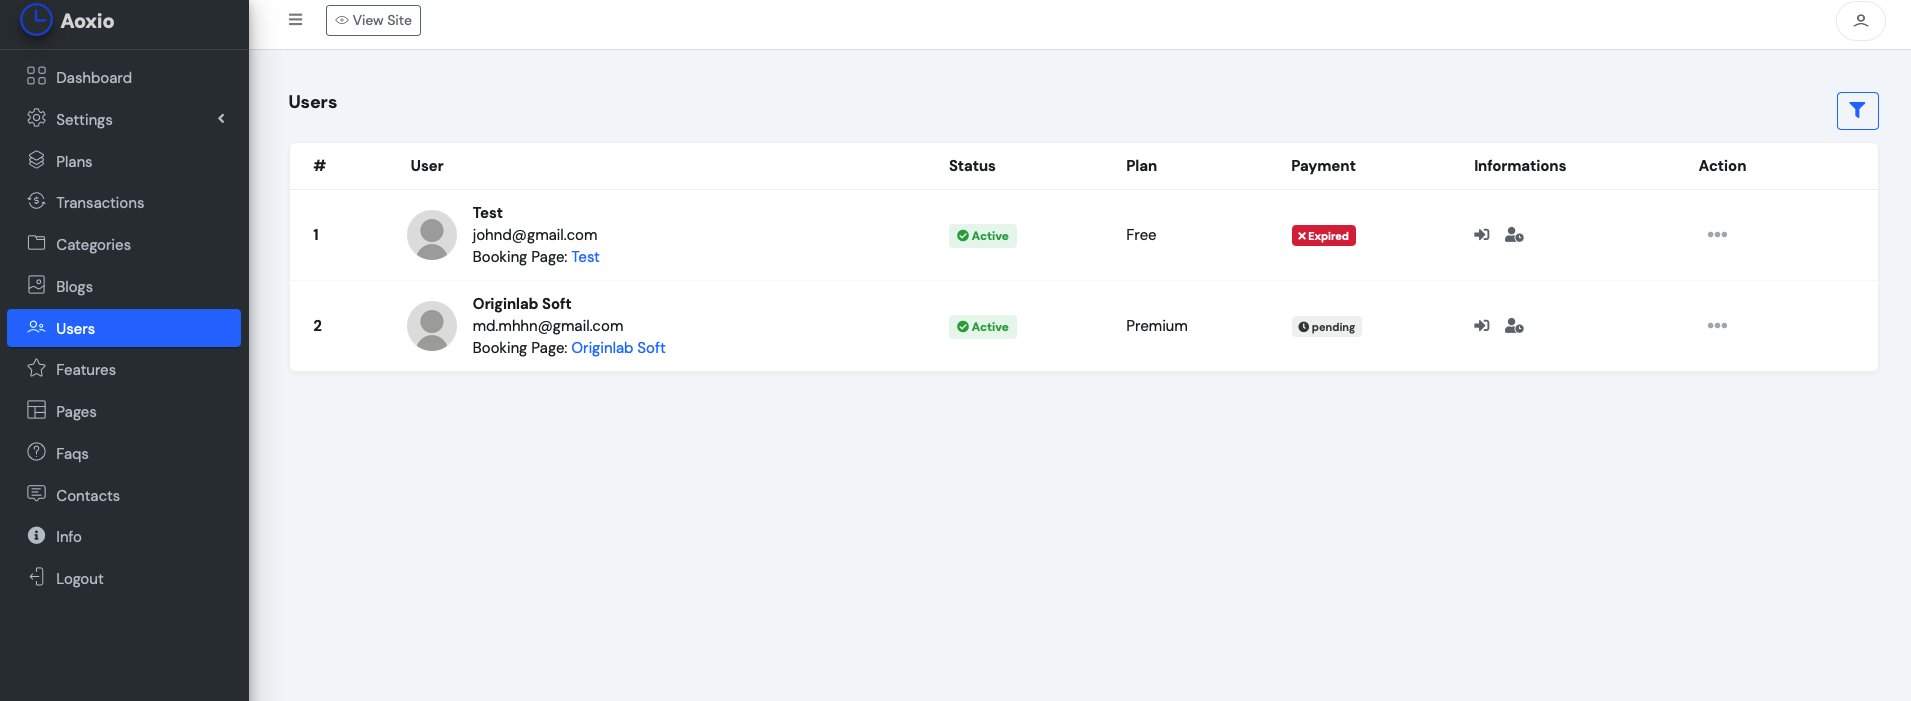 Aoxio
View Site
Dashboard
Settings
Plans
Transactions
Categories
Blogs
Users
Features
Pages
Faqs
Contacts
Info
Logout
Users
# User Status Plan Payment Informations Action
1 Test
johnd@gmail.com Active Free Expired
Booking Page: Test
2 Originlab Soft
md.mhhn@gmail.com Active Premium pending
Booking Page: Originlab Soft